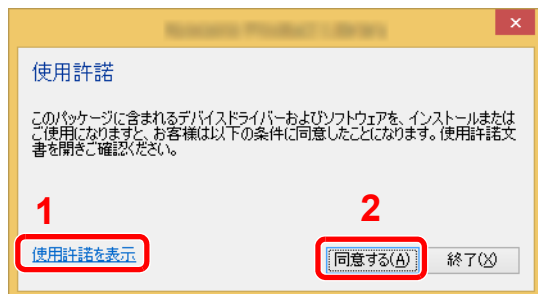 使用許諾
このパッケージに含まれるデバイスドライバーおよびソフトウェアを、インストールまたは
ご使用になりますと、お客様は以下の条件に同意したことになります。使用許諾文
書を開きご確認ください。
1
2
使用許諾を表示
同意する(A)
終了(X)